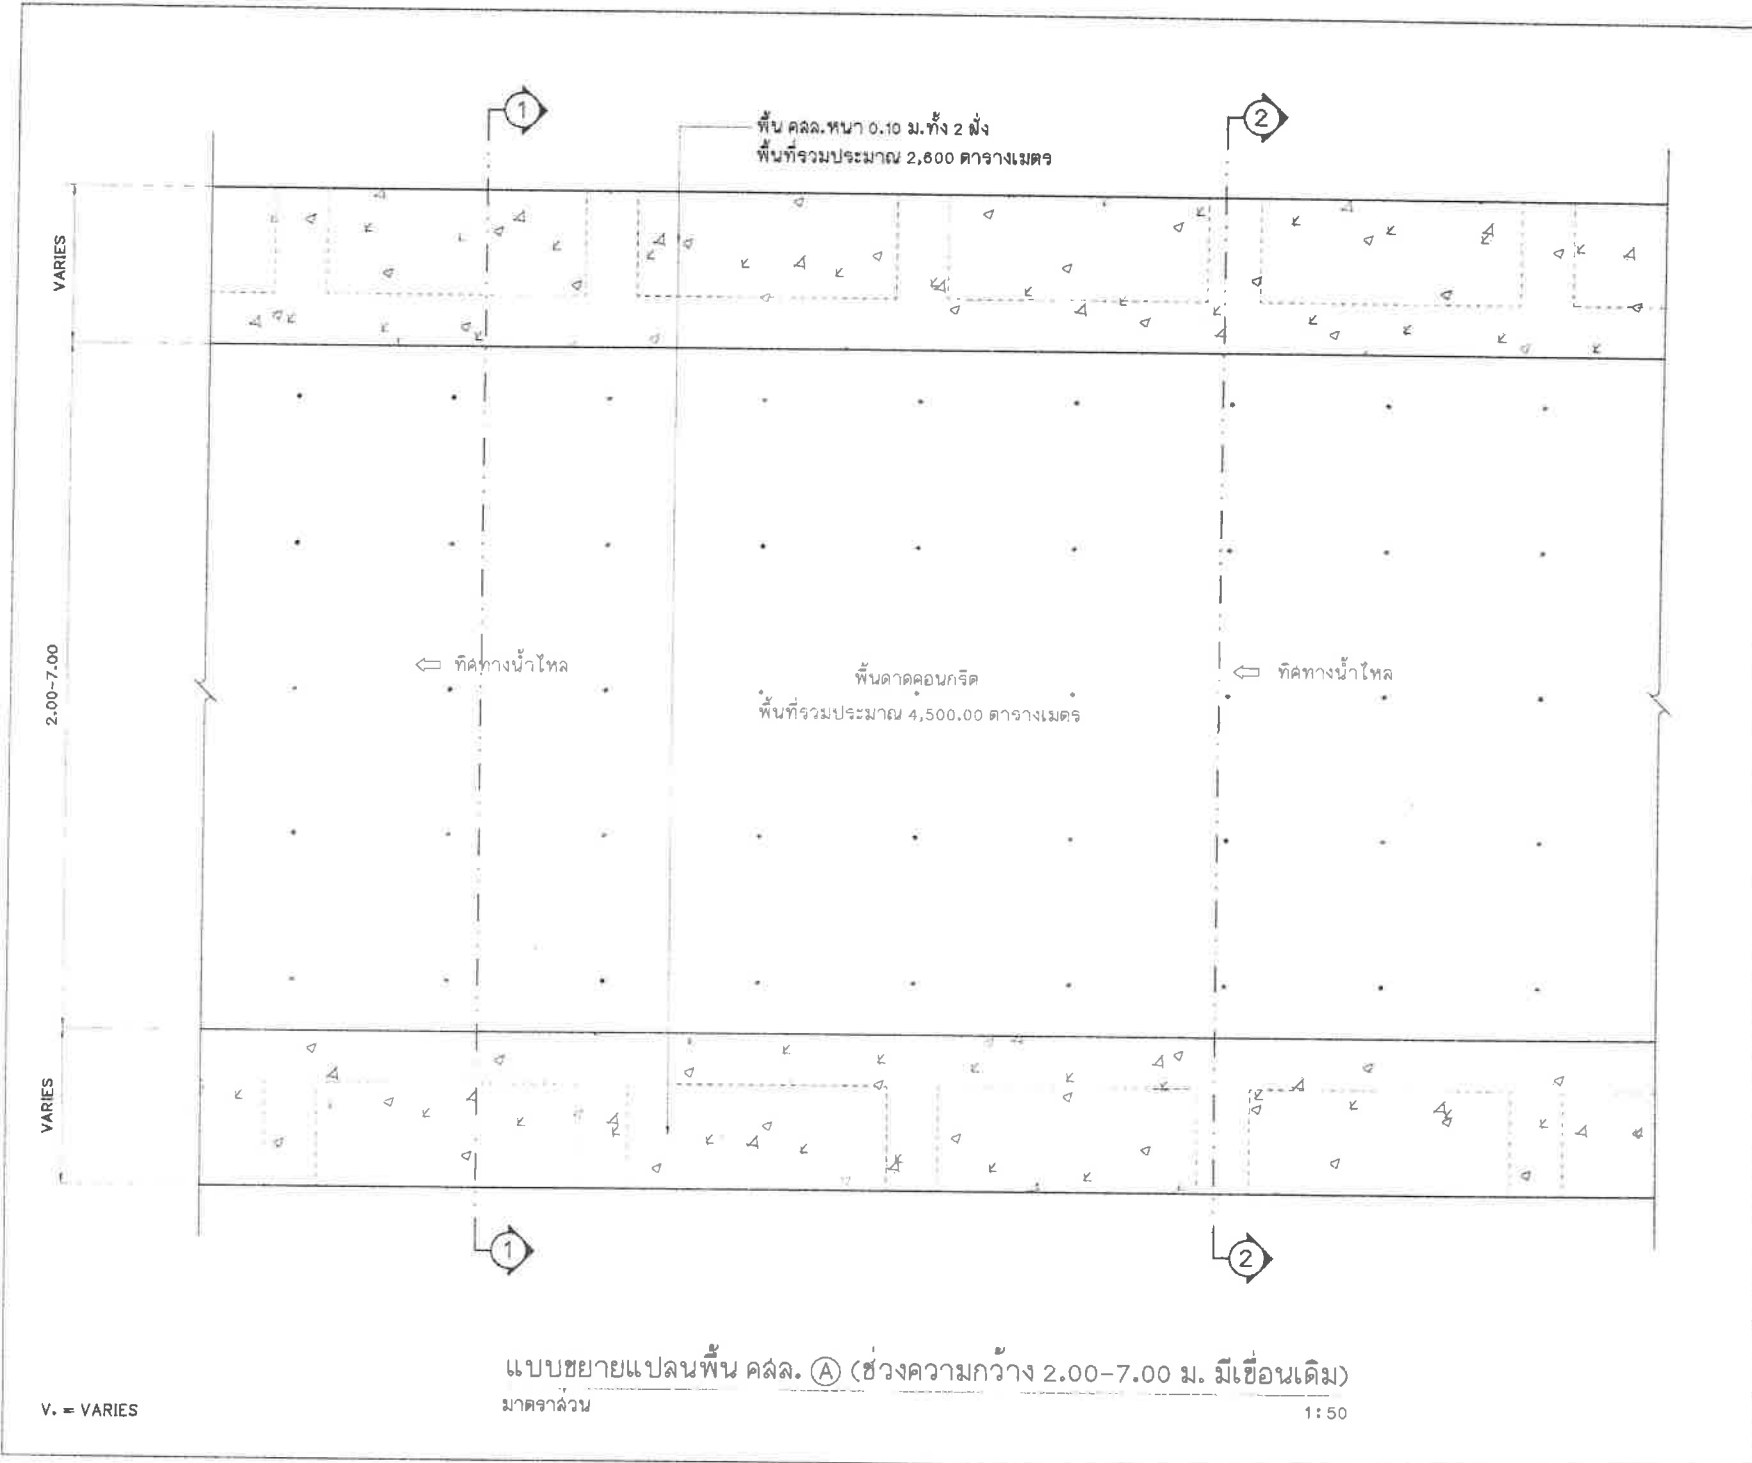 1
2
พื้น คสล.หนา 0.10 ม.ทั้ง 2 ฝั่ง
พื้นที่รวมประมาณ 2,600 ตารางเมตร
VARIES
2.00-7.00
VARIES
⇦ ทิศทางน้ำไหล
พื้นดาดคอนกรีต
พื้นที่รวมประมาณ 4,500.00 ตารางเมตร
⇦ ทิศทางน้ำไหล
1
2
แบบขยายแปลนพื้น คสล. A (ช่วงความกว้าง 2.00-7.00 ม. มีเขื่อนเดิม)
มาตราส่วน 1:50
V. = VARIES